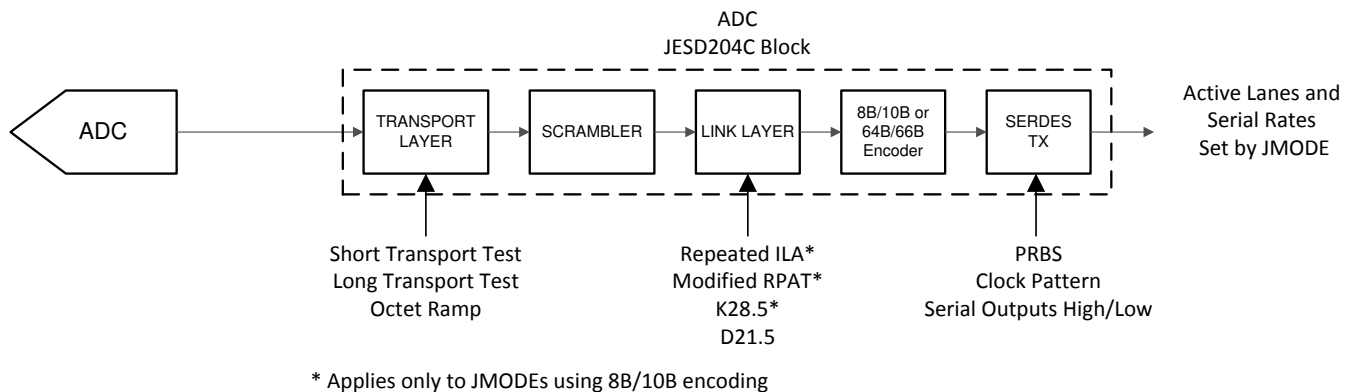 ADC
JESD204C Block
ADC
TRANSPORT
LAYER
SCRAMBLER
LINK LAYER
8B/10B or
64B/66B
Encoder
SERDES
TX
Active Lanes and
Serial Rates
Set by JMODE
Short Transport Test
Long Transport Test
Octet Ramp
Repeated ILA*
Modified RPAT*
K28.5*
D21.5
PRBS
Clock Pattern
Serial Outputs High/Low
* Applies only to JMODEs using 8B/10B encoding